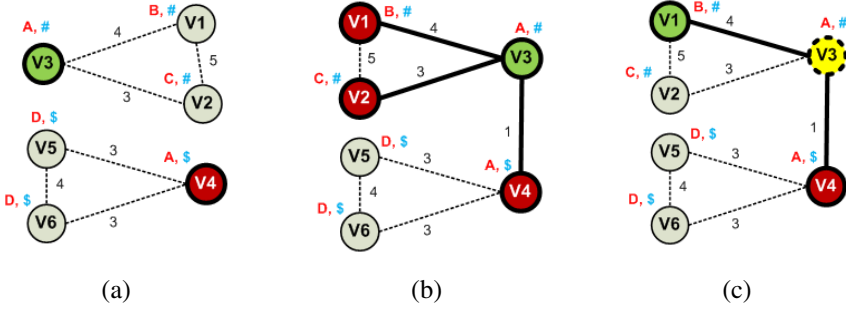 A, #
B, #
V1
4
V3
5
C, #
3
V2
D, $
V5
3
A, $
4
V4
D, $
V6
3
(a)
B, #
V1
4
A, #
5
V3
C, #
3
V2
1
D, $
V5
3
A, $
4
V4
D, $
V6
3
(b)
B, #
V1
4
A, #
5
V3
C, #
3
V2
1
D, $
V5
3
A, $
4
V4
D, $
V6
3
(c)